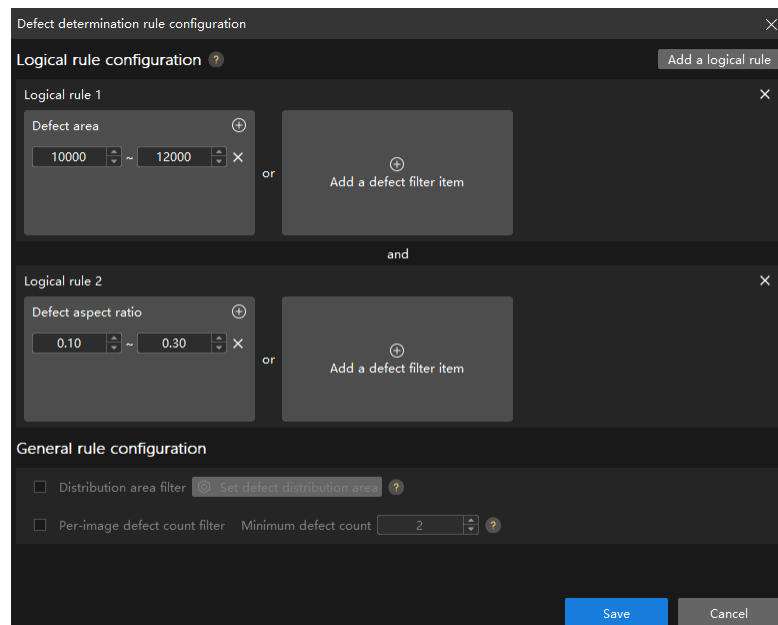 Defect determination rule configuration
Logical rule configuration ? Add a logical rule
Logical rule 1
Defect area
10000 ~ 12000
or
Add a defect filter item
and
Logical rule 2
Defect aspect ratio
0.10 ~ 0.30
or
Add a defect filter item
General rule configuration
Distribution area filter Set defect distribution area ?
Per-image defect count filter Minimum defect count 2 ?
Save Cancel